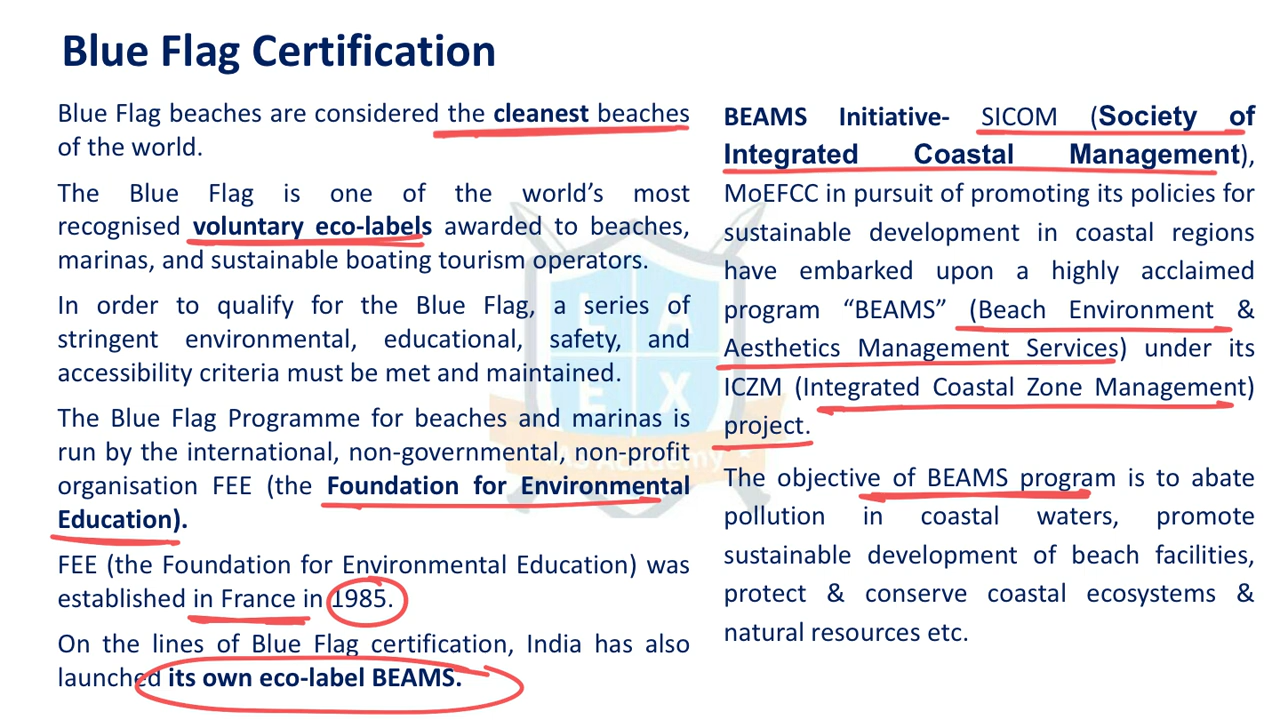 Blue Flag Certification
Blue Flag beaches are considered the cleanest beaches
of the world.
The Blue Flag is one of the world's most
recognised voluntary eco-labels awarded to beaches,
marinas, and sustainable boating tourism operators.
In order to qualify for the Blue Flag, a series of
stringent environmental, educational, safety, and
accessibility criteria must be met and maintained.
The Blue Flag Programme for beaches and marinas is
run by the international, non-governmental, non-profit
organisation FEE (the Foundation for Environmental
Education).
FEE (the Foundation for Environmental Education) was
established in France in 1985.
On the lines of Blue Flag certification, India has also
launched its own eco-label BEAMS.
BEAMS Initiative- SICOM (Society of
Integrated Coastal Management),
MoEFCC in pursuit of promoting its policies for
sustainable development in coastal regions
have embarked upon a highly acclaimed
program “BEAMS” (Beach Environment &
Aesthetics Management Services) under its
ICZM (Integrated Coastal Zone Management)
project.
The objective of BEAMS program is to abate
pollution in coastal waters, promote
sustainable development of beach facilities,
protect & conserve coastal ecosystems &
natural resources etc.
L A
E X
IAS Academy